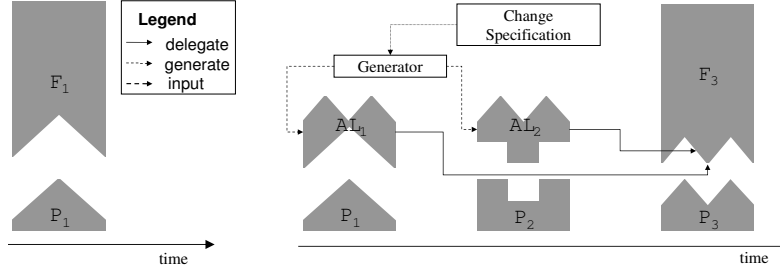 Legend
delegate
generate
input
F1
P1
time
Change
Specification
Generator
AL1
AL2
F3
P1
P2
P3
time